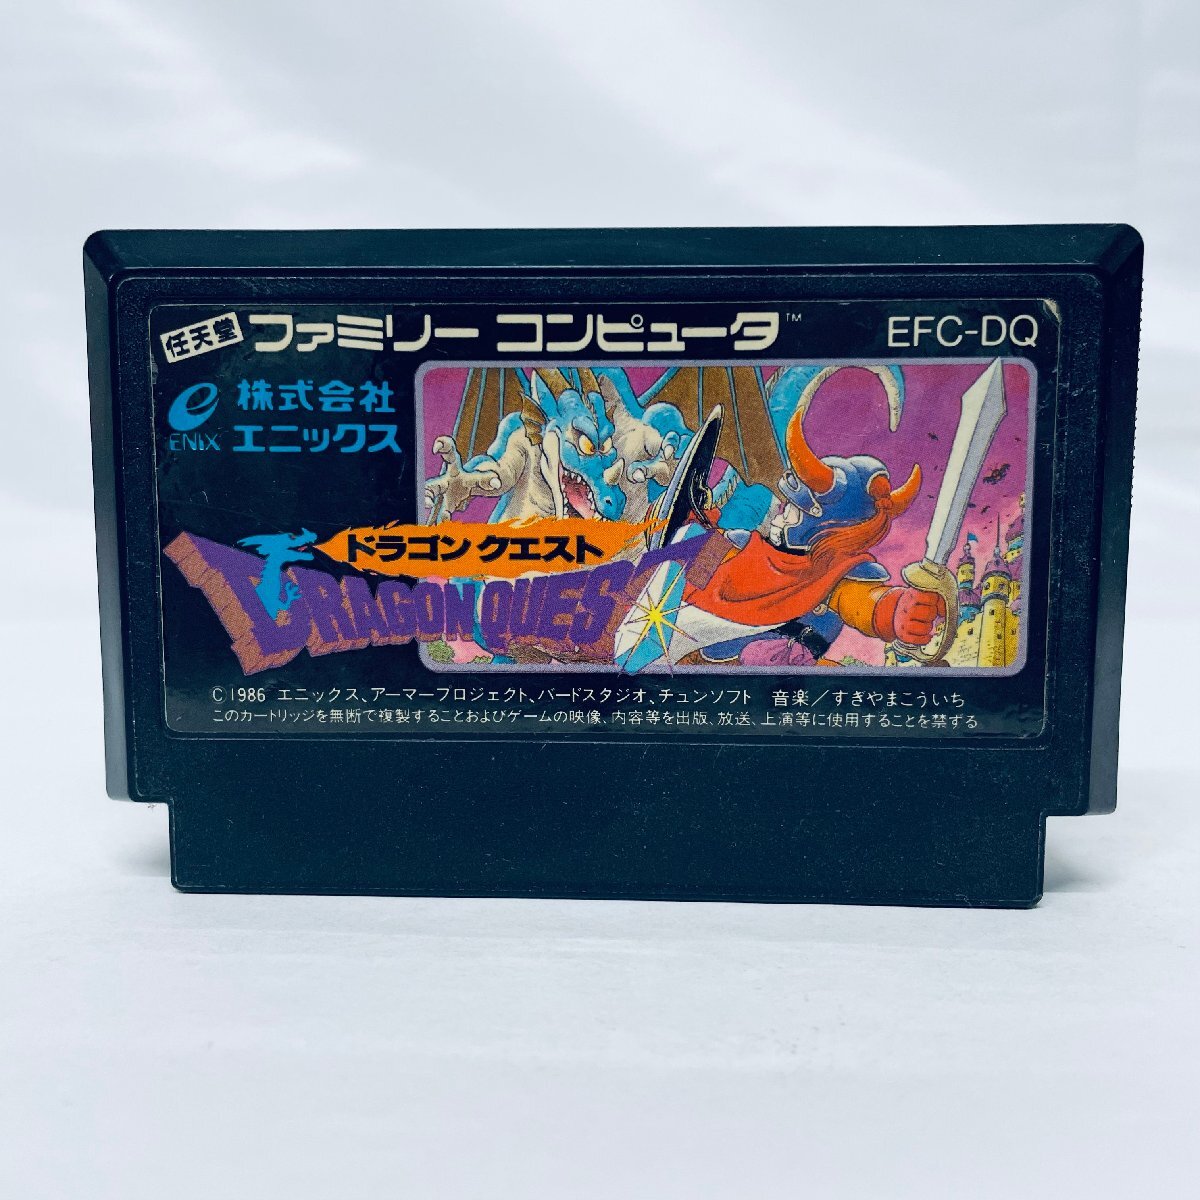 任天堂 ファミリー コンピュータ™ EFC-DQ
株式会社
ENIX エニックス
ドラゴンクエスト
DRAGON QUEST
©1986 エニックス、アーマープロジェクト、バードスタジオ、チュンソフト 音楽／すぎやまこういち
このカートリッジを無断で複製することおよびゲームの映像、内容等を出版、放送、上演等に使用することを禁ずる